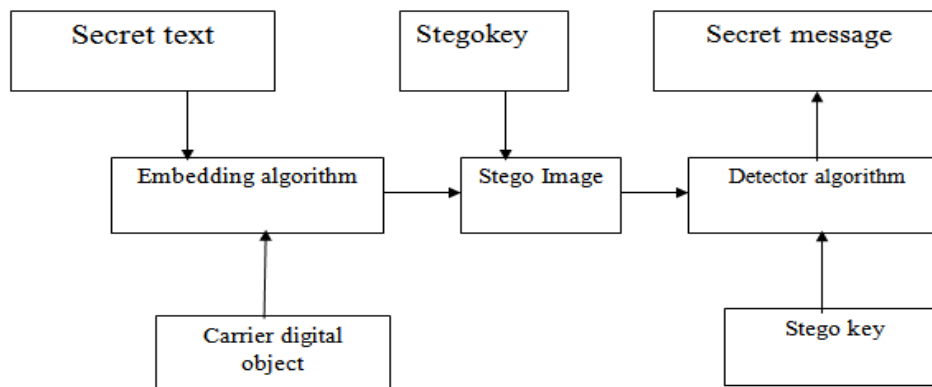 Secret text
Stegokey
Secret message
Embedding algorithm
Stego Image
Detector algorithm
Carrier digital
object
Stego key